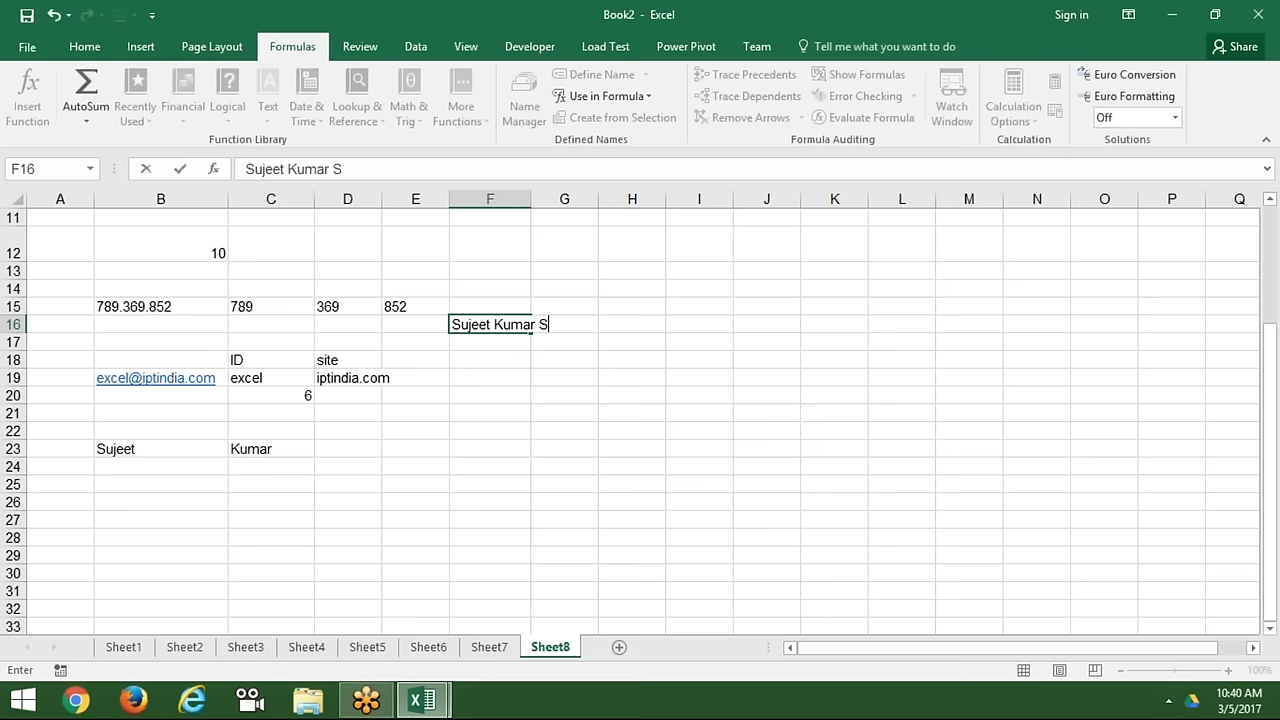 Book2 - Excel
Sign in
File Home Insert Page Layout Formulas Review Data View Developer Load Test Power Pivot Team Tell me what you want to do Share
Insert Function
AutoSum
Recently Used
Financial
Logical
Text
Date & Time
Lookup & Reference
Math & Trig
More Functions
Function Library
Name Manager
Define Name
Use in Formula
Create from Selection
Defined Names
Trace Precedents
Trace Dependents
Remove Arrows
Show Formulas
Error Checking
Evaluate Formula
Formula Auditing
Watch Window
Calculation Options
Calculation
Euro Conversion
Euro Formatting
Off
Solutions
F16 fx Sujeet Kumar S
A B C D E F G H I J K L M N O P Q
11
12 10
13
14
15 789.369.852 789 369 852
16 Sujeet Kumar S
17
18 ID site
19 excel@iptindia.com excel iptindia.com
20 6
21
22
23 Sujeet Kumar
24
25
26
27
28
29
30
31
32
33
Sheet1 Sheet2 Sheet3 Sheet4 Sheet5 Sheet6 Sheet7 Sheet8
Enter 100%
10:40 AM
3/5/2017